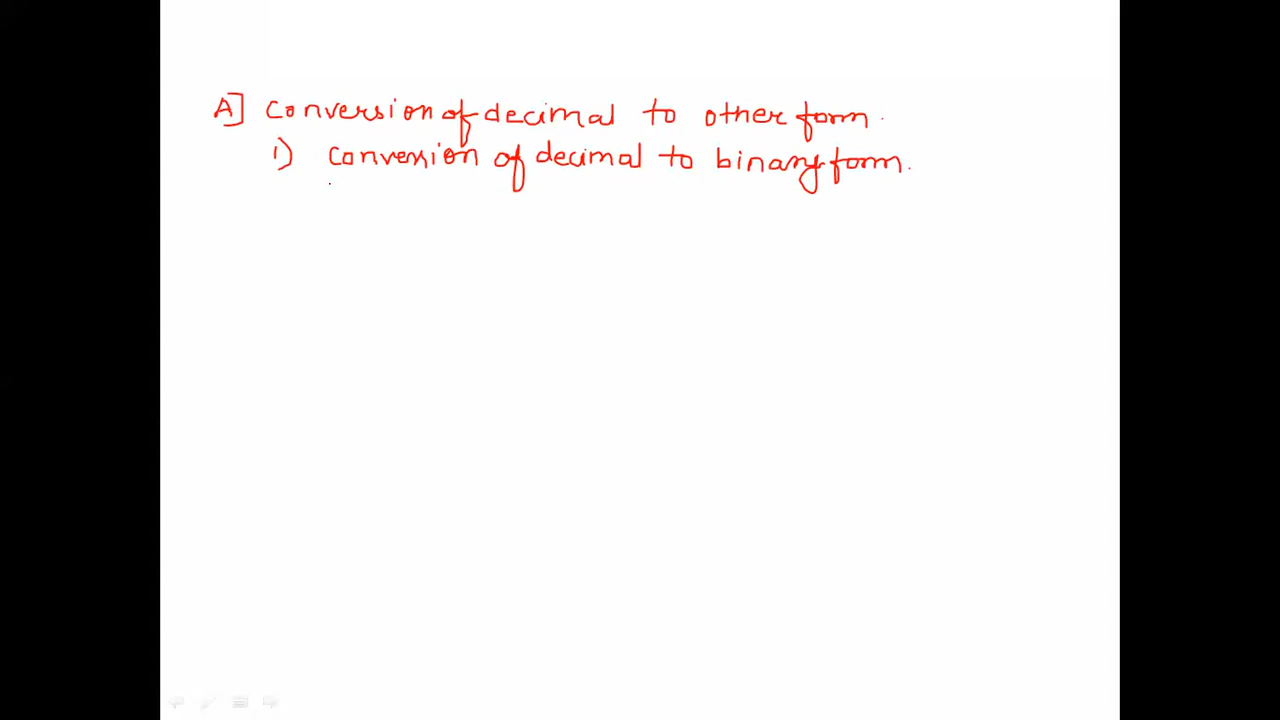 A] Conversion of decimal to other form.
1) conversion of decimal to binary form.